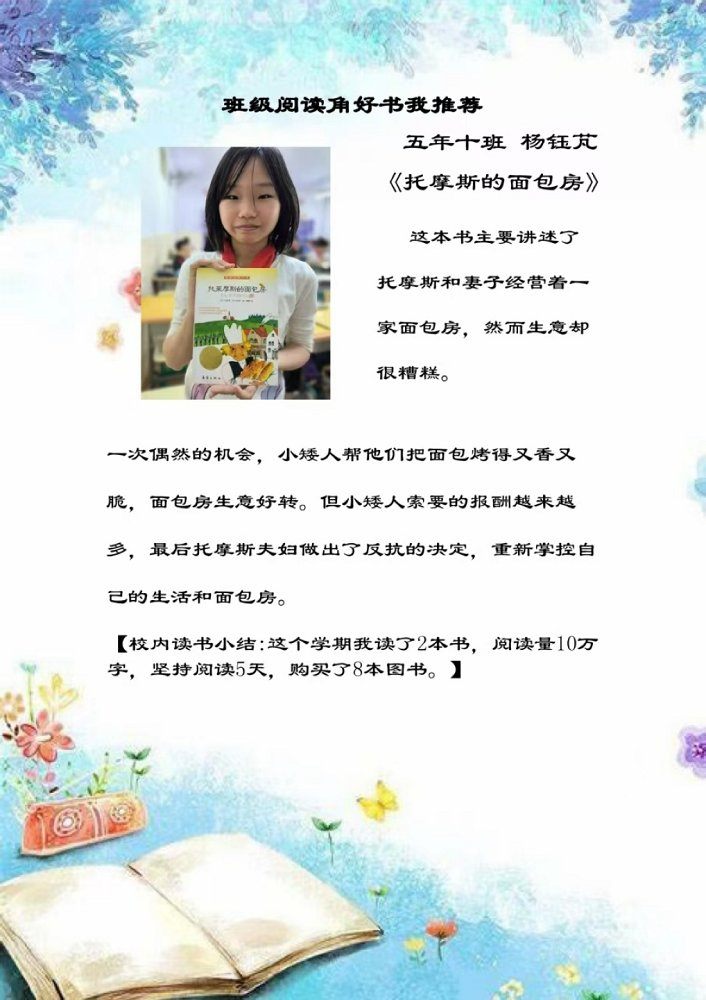 班级阅读角好书我推荐
五年十班 杨钰芃
《托摩斯的面包房》
这本书主要讲述了
托摩斯和妻子经营着一
家面包房，然而生意却
很糟糕。
托莱摩斯的面包房
一次偶然的机会，小矮人帮他们把面包烤得又香又
脆，面包房生意好转。但小矮人索要的报酬越来越
多，最后托摩斯夫妇做出了反抗的决定，重新掌控自
己的生活和面包房。
【校内读书小结:这个学期我读了2本书，阅读量10万
字，坚持阅读5天，购买了8本图书。】